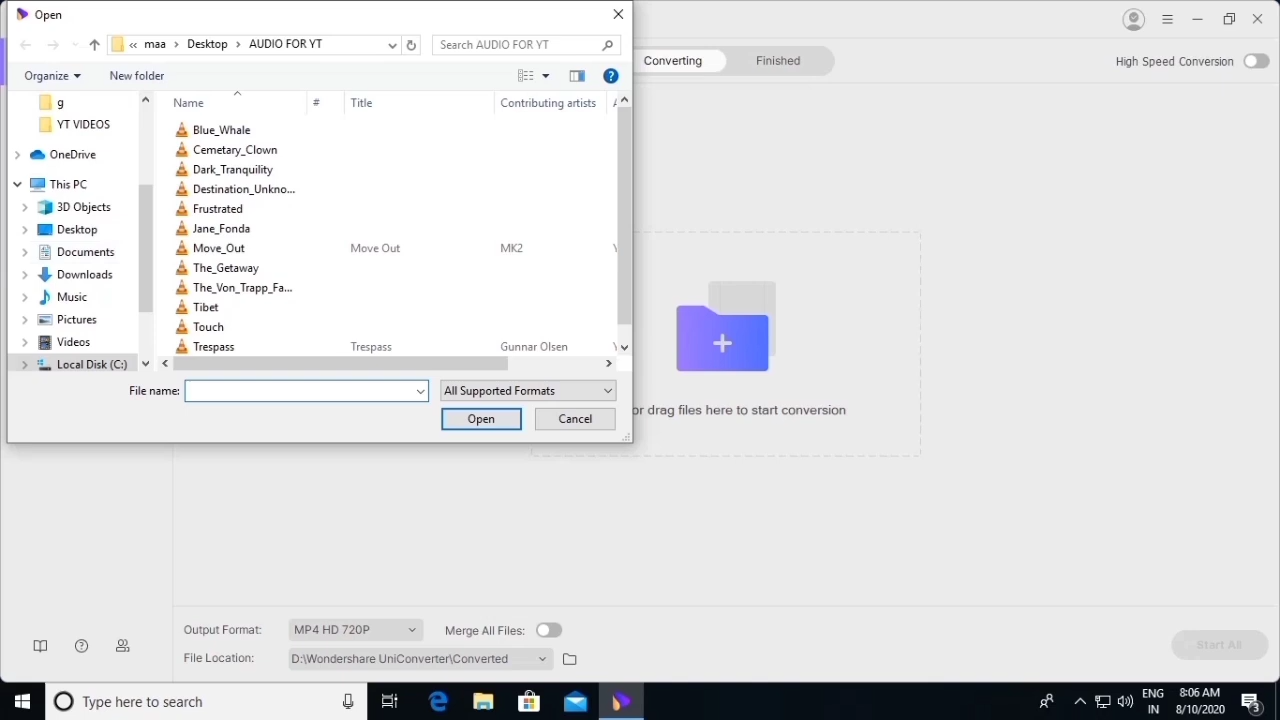 Open
« maa > Desktop > AUDIO FOR YT
Search AUDIO FOR YT
Converting
Finished
High Speed Conversion
Organize
New folder
g
YT VIDEOS
OneDrive
This PC
3D Objects
Desktop
Documents
Downloads
Music
Pictures
Videos
Local Disk (C:)
Name # Title Contributing artists
Blue_Whale
Cemetary_Clown
Dark_Tranquility
Destination_Unkno...
Frustrated
Jane_Fonda
Move_Out Move Out MK2
The_Getaway
The_Von_Trapp_Fa...
Tibet
Touch
Trespass Trespass Gunnar Olsen
File name:
All Supported Formats
Open
Cancel
or drag files here to start conversion
Output Format: MP4 HD 720P Merge All Files:
File Location: D:\Wondershare UniConverter\Converted
Start All
Type here to search
ENG
IN
8:06 AM
8/10/2020
3